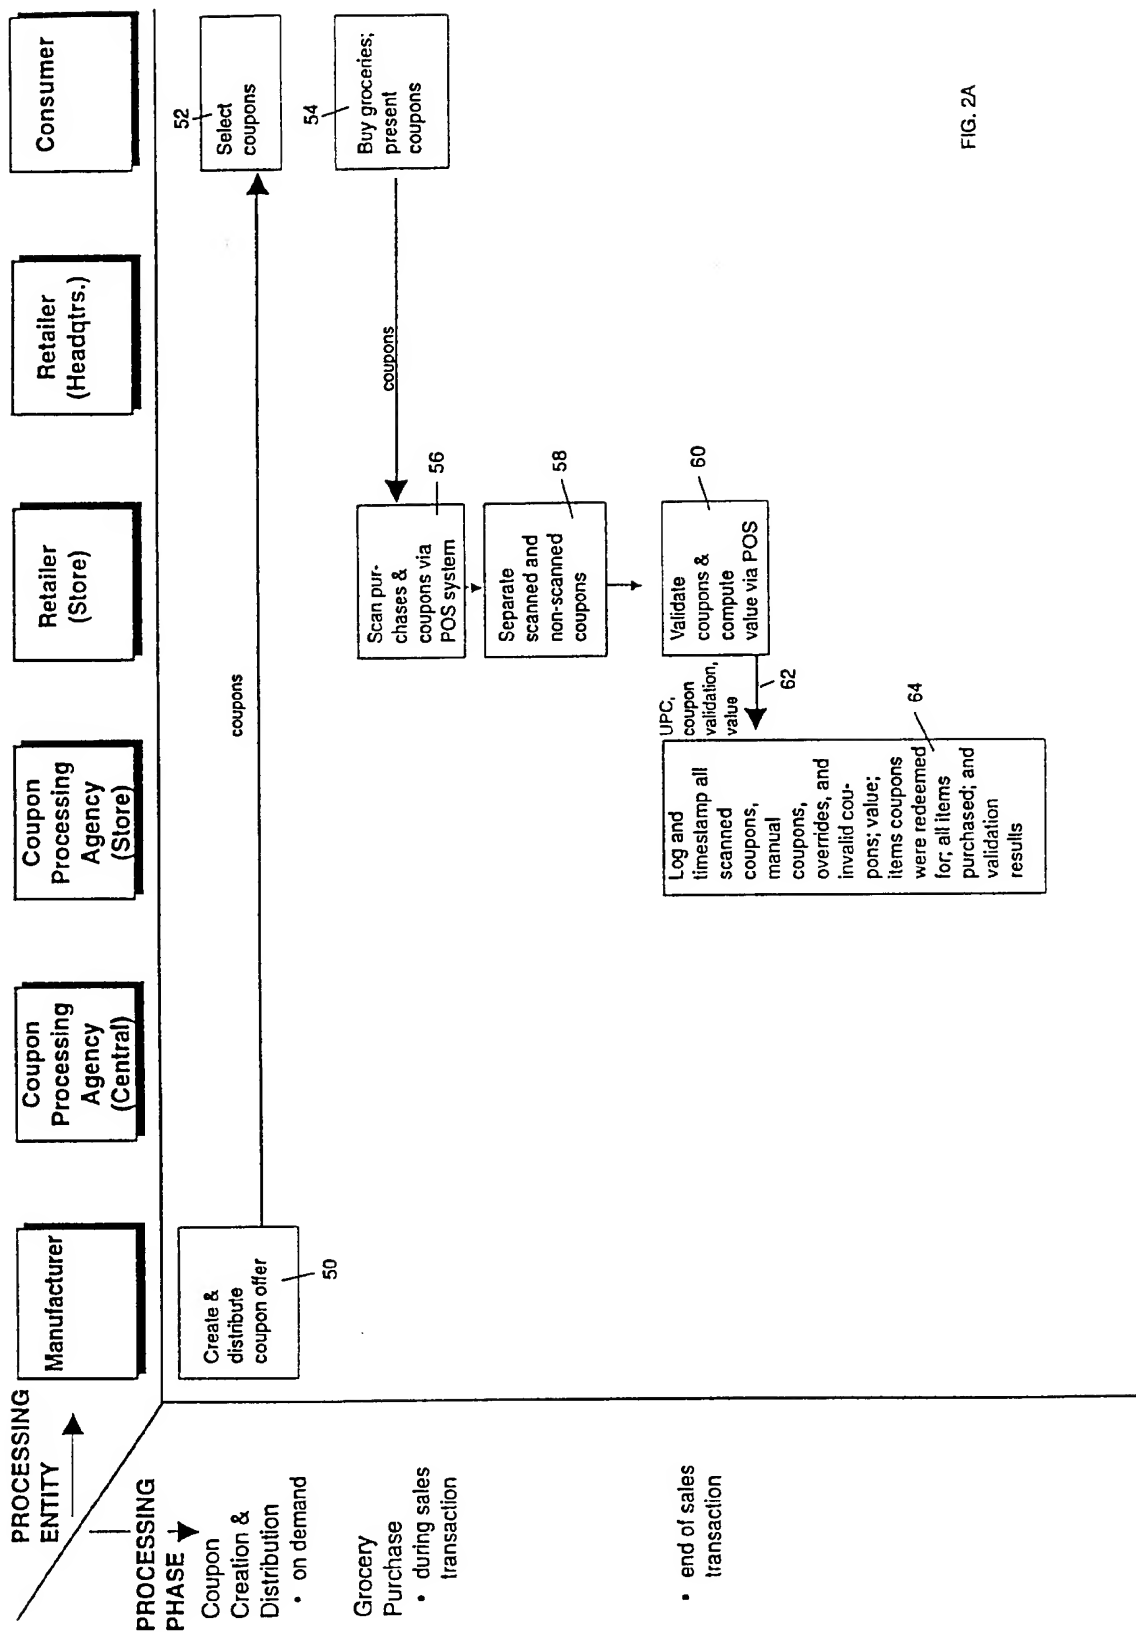 PROCESSING
ENTITY
Manufacturer
Coupon
Processing
Agency
(Central)
Coupon
Processing
Agency
(Store)
Retailer
(Store)
Retailer
(Headqtrs.)
Consumer
PROCESSING
PHASE
Coupon
Creation &
Distribution
• on demand
Create &
distribute
coupon offer
50
coupons
52
Select
coupons
Grocery
Purchase
• during sales
transaction
54
Buy groceries;
present
coupons
coupons
Scan pur-
chases &
coupons via
POS system
56
Separate
scanned and
non-scanned
coupons
58
• end of sales
transaction
Validate
coupons &
compute
value via POS
60
UPC,
coupon
validation,
value
62
Log and
timestamp all
scanned
coupons,
manual
coupons,
overrides, and
invalid cou-
pons; value;
items coupons
were redeemed
for; all items
purchased; and
validation
results
64
FIG. 2A